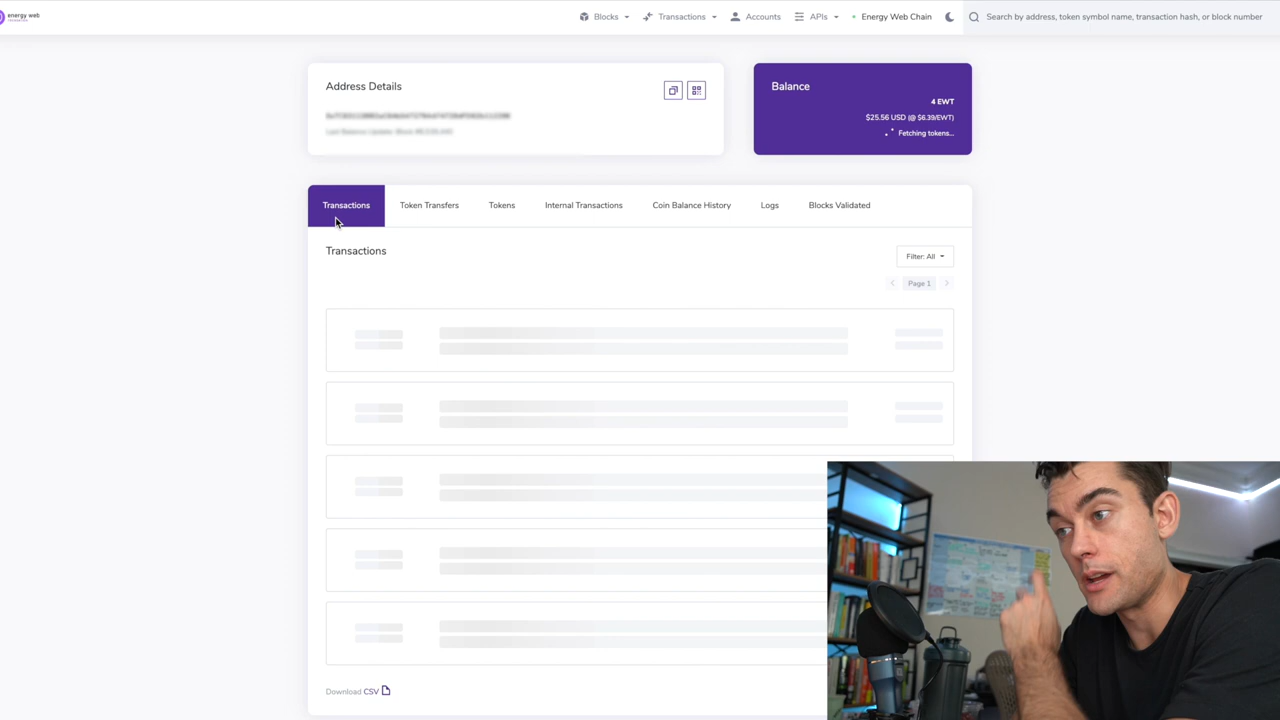 energy web
Blocks
Transactions
Accounts
APIs
Energy Web Chain
Search by address, token symbol name, transaction hash, or block number
Address Details
Balance
4 EWT
$25.56 USD (@ $6.39/EWT)
Fetching tokens...
Transactions
Token Transfers
Tokens
Internal Transactions
Coin Balance History
Logs
Blocks Validated
Transactions
Filter: All
Page 1
Download CSV